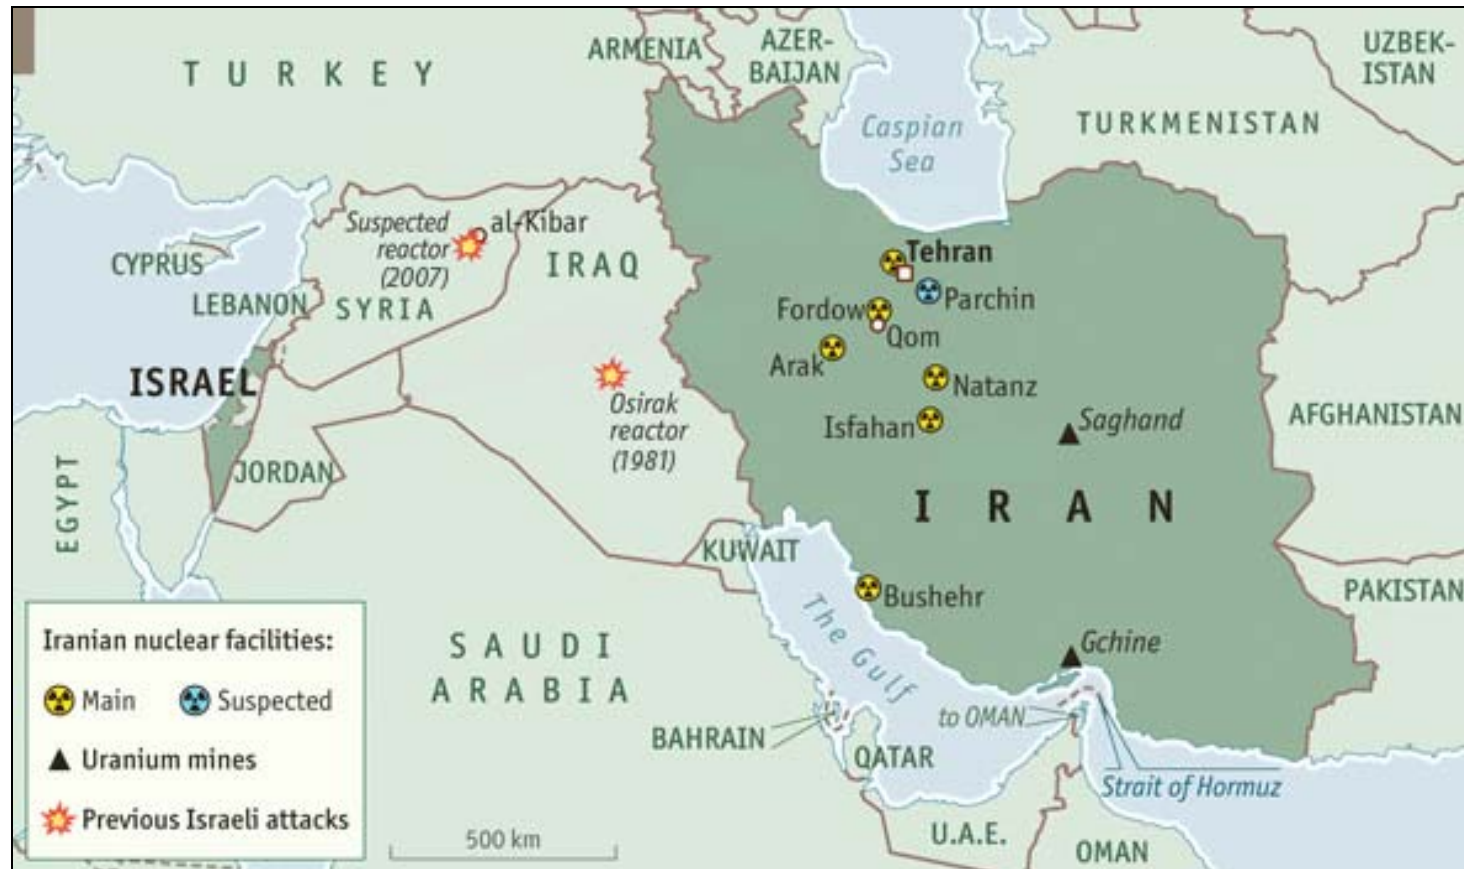 TURKEY
ARMENIA
AZER-
BAIJAN
UZBEK-
ISTAN
Caspian
Sea
TURKMENISTAN
Suspected
reactor
(2007)
al-Kibar
CYPRUS
LEBANON
SYRIA
IRAQ
Tehran
Parchin
Fordow
Qom
Arak
Natanz
Isfahan
ISRAEL
Osirak
reactor
(1981)
Saghand
AFGHANISTAN
JORDAN
EGYPT
IRAN
KUWAIT
Bushehr
PAKISTAN
The Gulf
Gchine
SAUDI
ARABIA
to OMAN
BAHRAIN
QATAR
Strait of Hormuz
U.A.E.
OMAN
Iranian nuclear facilities:
Main Suspected
Uranium mines
Previous Israeli attacks
500 km